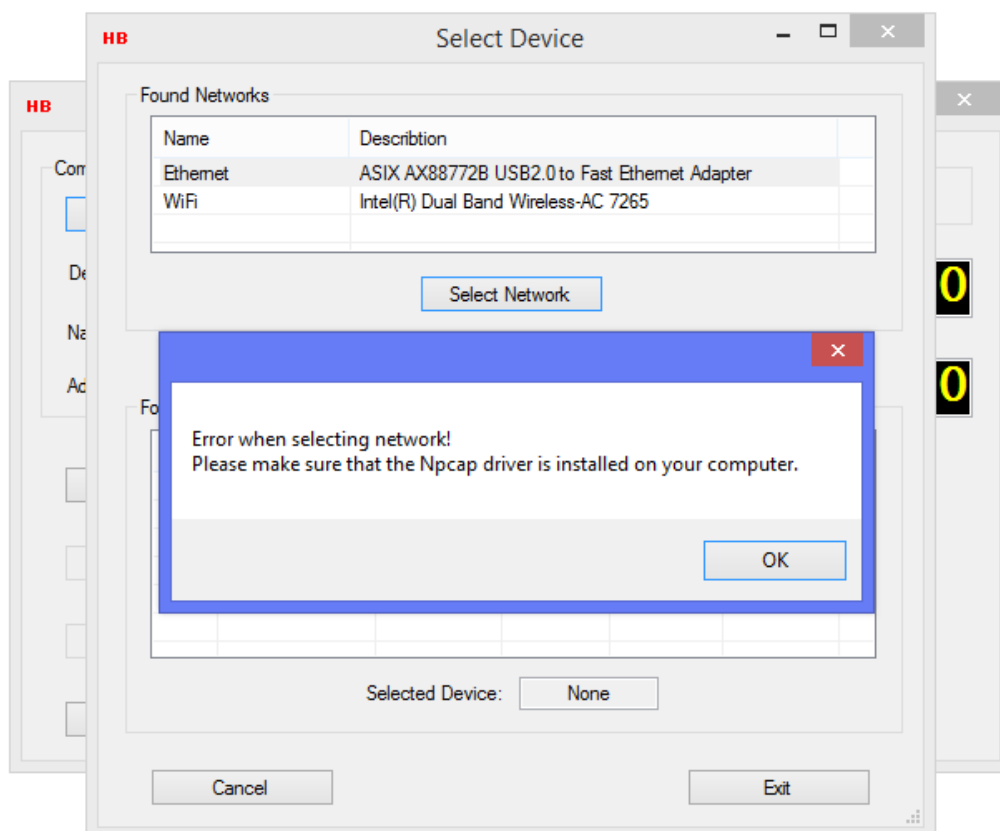 HB
Select Device
HB
Found Networks
Name Describtion
Ethernet ASIX AX88772B USB2.0 to Fast Ethernet Adapter
WiFi Intel(R) Dual Band Wireless-AC 7265
Select Network
0
0
Error when selecting network!
Please make sure that the Npcap driver is installed on your computer.
OK
Selected Device: None
Cancel Exit